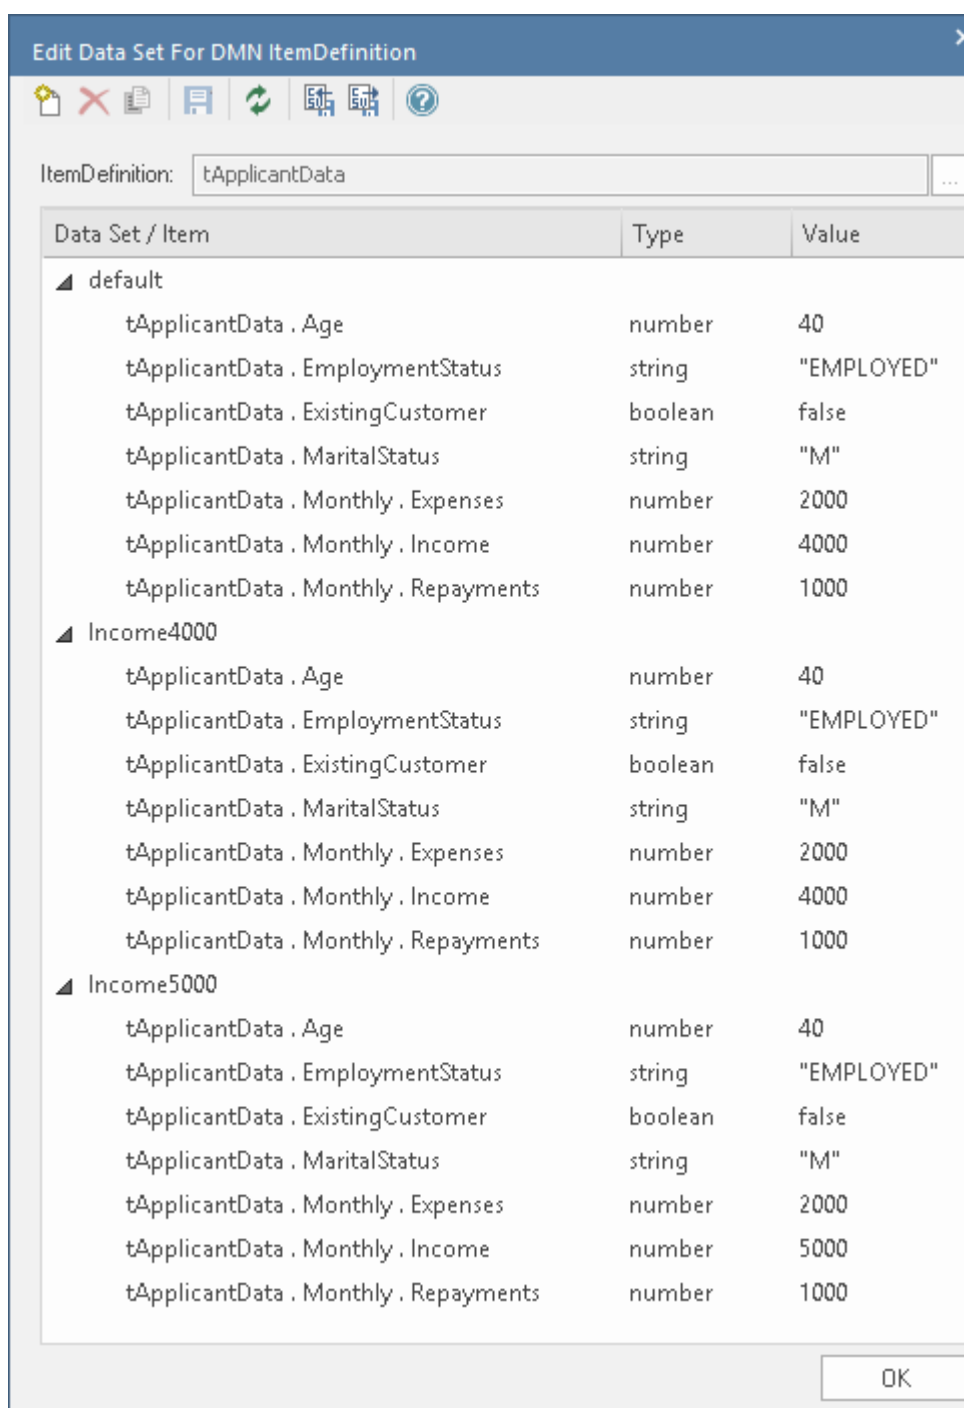 Edit Data Set For DMN ItemDefinition
ItemDefinition: tApplicantData ...
Data Set / Item Type Value
default
tApplicantData . Age number 40
tApplicantData . EmploymentStatus string "EMPLOYED"
tApplicantData . ExistingCustomer boolean false
tApplicantData . MaritalStatus string "M"
tApplicantData . Monthly . Expenses number 2000
tApplicantData . Monthly . Income number 4000
tApplicantData . Monthly . Repayments number 1000
Income4000
tApplicantData . Age number 40
tApplicantData . EmploymentStatus string "EMPLOYED"
tApplicantData . ExistingCustomer boolean false
tApplicantData . MaritalStatus string "M"
tApplicantData . Monthly . Expenses number 2000
tApplicantData . Monthly . Income number 4000
tApplicantData . Monthly . Repayments number 1000
Income5000
tApplicantData . Age number 40
tApplicantData . EmploymentStatus string "EMPLOYED"
tApplicantData . ExistingCustomer boolean false
tApplicantData . MaritalStatus string "M"
tApplicantData . Monthly . Expenses number 2000
tApplicantData . Monthly . Income number 5000
tApplicantData . Monthly . Repayments number 1000
OK